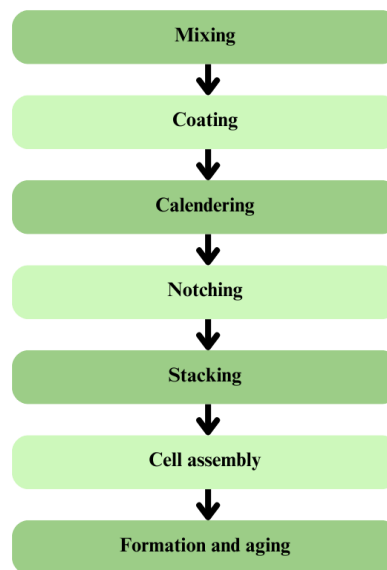 Mixing
Coating
Calendering
Notching
Stacking
Cell assembly
Formation and aging